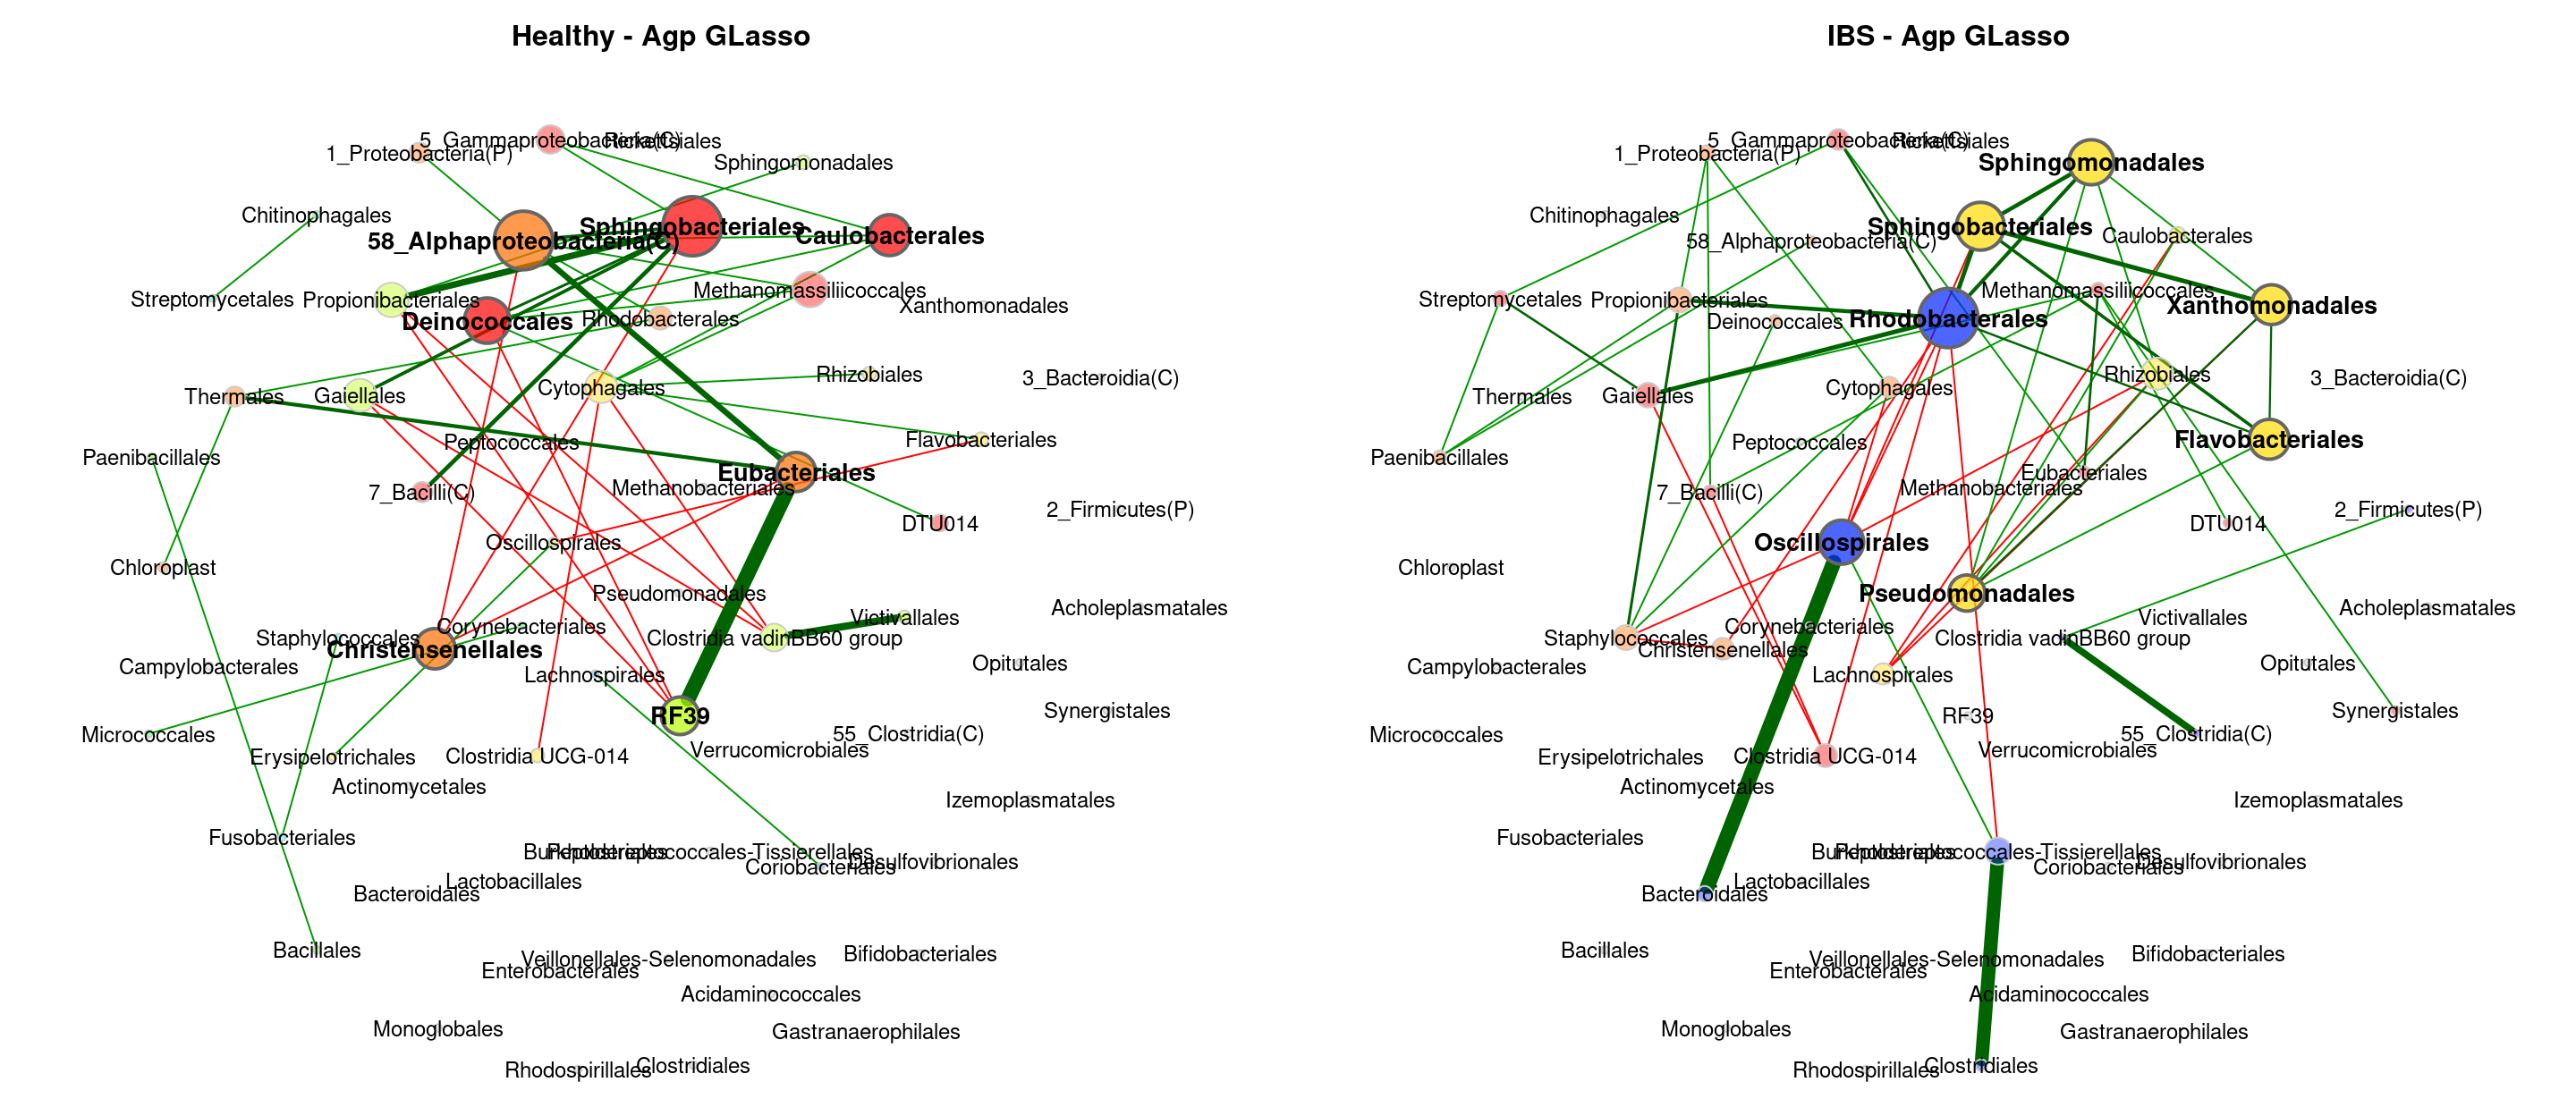 Healthy - Agp GLasso
5_Gammaproteobacteria(C)
Rickettsiales
1_Proteobacteria(P)
Sphingomonadales
Chitinophagales
Sphingobacteriales
58_Alphaproteobacteria(C)
Caulobacterales
Streptomycetales
Propionibacteriales
Methanomassiliicoccales
Xanthomonadales
Deinococcales
Rhodobacterales
Thermales
Gaiellales
Cytophagales
Rhizobiales
3_Bacteroidia(C)
Peptococcales
Flavobacteriales
Paenibacillales
Eubacteriales
7_Bacilli(C)
Methanobacteriales
2_Firmicutes(P)
DTU014
Oscillospirales
Chloroplast
Pseudomonadales
Acholeplasmatales
Victivallales
Corynebacteriales
Staphylococcales
Clostridia vadinBB60 group
Christensenellales
Campylobacterales
Opitutales
Lachnospirales
Synergistales
RF39
Micrococcales
55_Clostridia(C)
Verrucomicrobiales
Erysipelotrichales
Clostridia UCG-014
Actinomycetales
Izemoplasmatales
Fusobacteriales
Burkholderiales
Peptostreptococcales-Tissierellales
Coriobacteriales
Desulfovibrionales
Lactobacillales
Bacteroidales
Bacillales
Veillonellales-Selenomonadales
Bifidobacteriales
Enterobacterales
Acidaminococcales
Monoglobales
Gastranaerophilales
Rhodospirillales
Clostridiales
IBS - Agp GLasso
5_Gammaproteobacteria(C)
Rickettsiales
1_Proteobacteria(P)
Sphingomonadales
Chitinophagales
Sphingobacteriales
58_Alphaproteobacteria(C)
Caulobacterales
Streptomycetales
Propionibacteriales
Methanomassiliicoccales
Xanthomonadales
Deinococcales
Rhodobacterales
Thermales
Gaiellales
Cytophagales
Rhizobiales
3_Bacteroidia(C)
Peptococcales
Flavobacteriales
Paenibacillales
Eubacteriales
7_Bacilli(C)
Methanobacteriales
2_Firmicutes(P)
DTU014
Oscillospirales
Chloroplast
Pseudomonadales
Acholeplasmatales
Victivallales
Corynebacteriales
Staphylococcales
Clostridia vadinBB60 group
Christensenellales
Campylobacterales
Opitutales
Lachnospirales
Synergistales
RF39
Micrococcales
55_Clostridia(C)
Verrucomicrobiales
Erysipelotrichales
Clostridia UCG-014
Actinomycetales
Izemoplasmatales
Fusobacteriales
Burkholderiales
Peptostreptococcales-Tissierellales
Coriobacteriales
Desulfovibrionales
Lactobacillales
Bacteroidales
Bacillales
Veillonellales-Selenomonadales
Bifidobacteriales
Enterobacterales
Acidaminococcales
Monoglobales
Gastranaerophilales
Rhodospirillales
Clostridiales